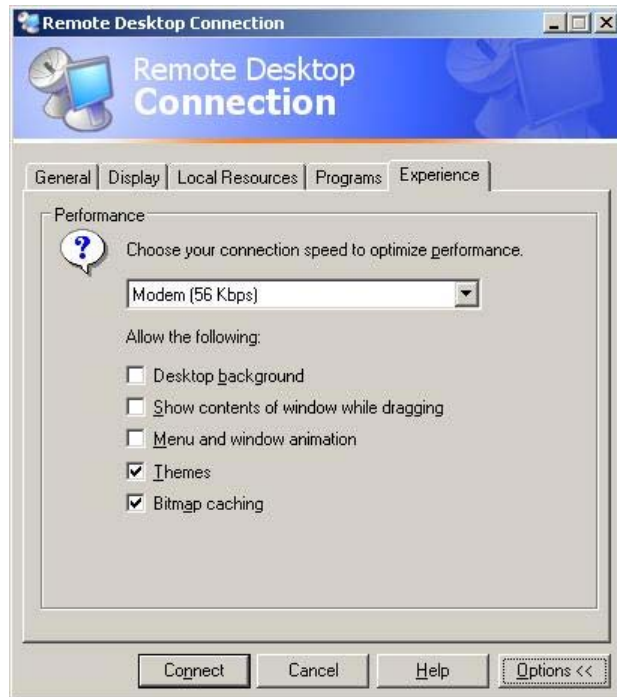 Remote Desktop Connection
Remote Desktop
Connection
General Display Local Resources Programs Experience
Performance
?
Choose your connection speed to optimize performance.
Modem (56 Kbps)
Allow the following:
Desktop background
Show contents of window while dragging
Menu and window animation
Themes
Bitmap caching
Connect Cancel Help Options <<